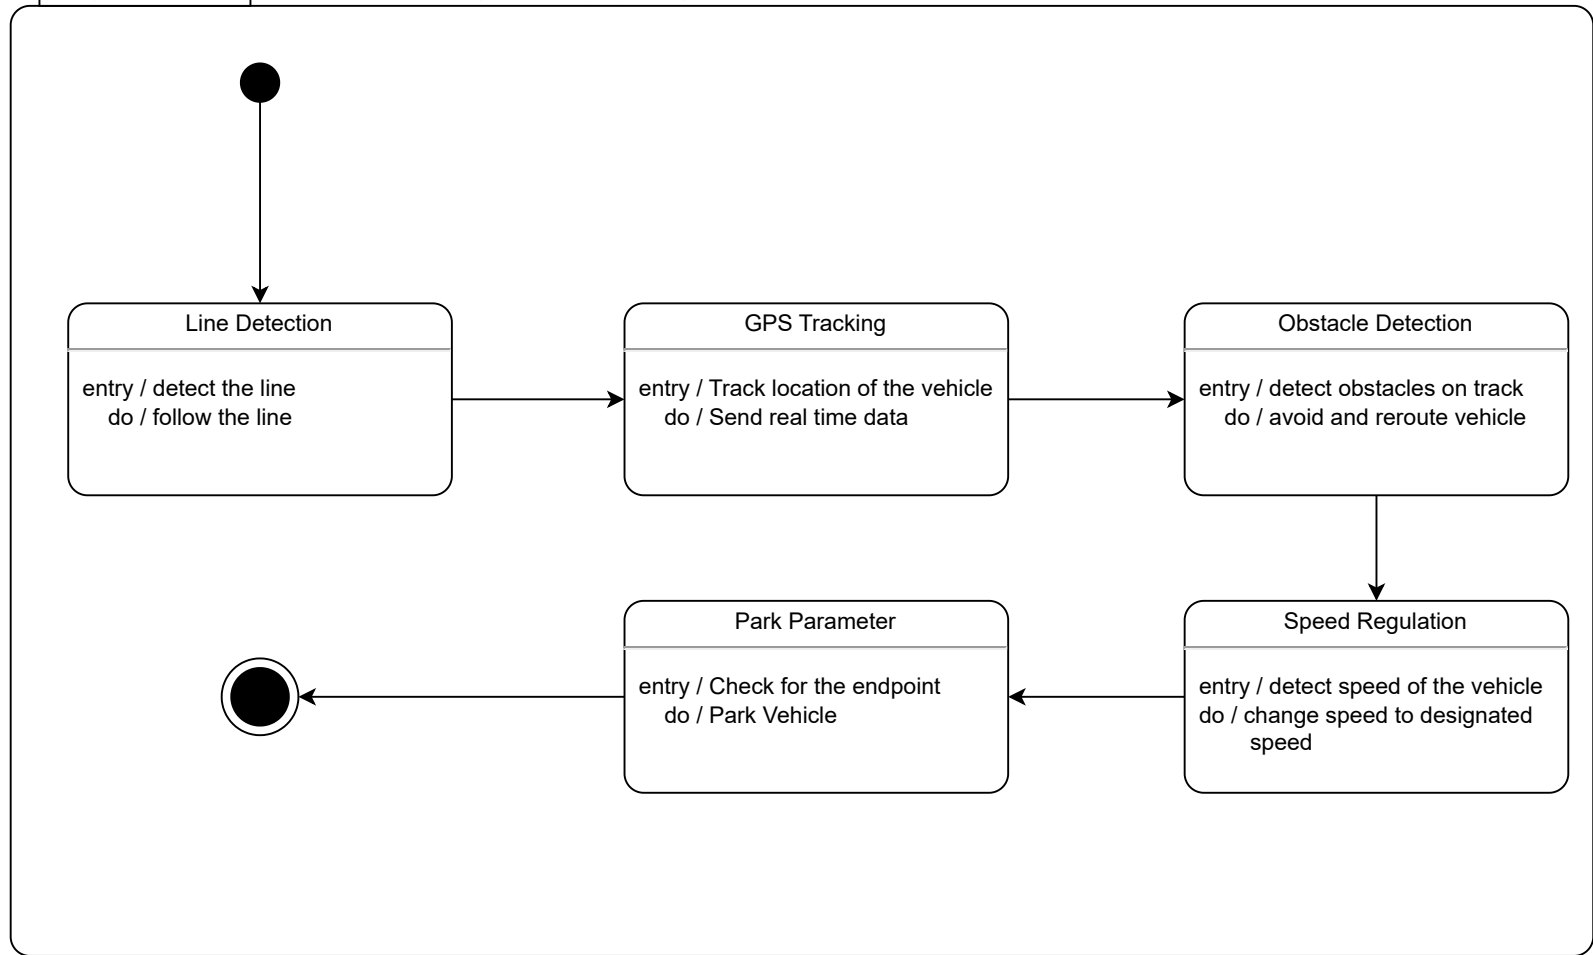 Line Detection
entry / detect the line
do / follow the line
GPS Tracking
entry / Track location of the vehicle
do / Send real time data
Obstacle Detection
entry / detect obstacles on track
do / avoid and reroute vehicle
Park Parameter
entry / Check for the endpoint
do / Park Vehicle
Speed Regulation
entry / detect speed of the vehicle
do / change speed to designated
speed